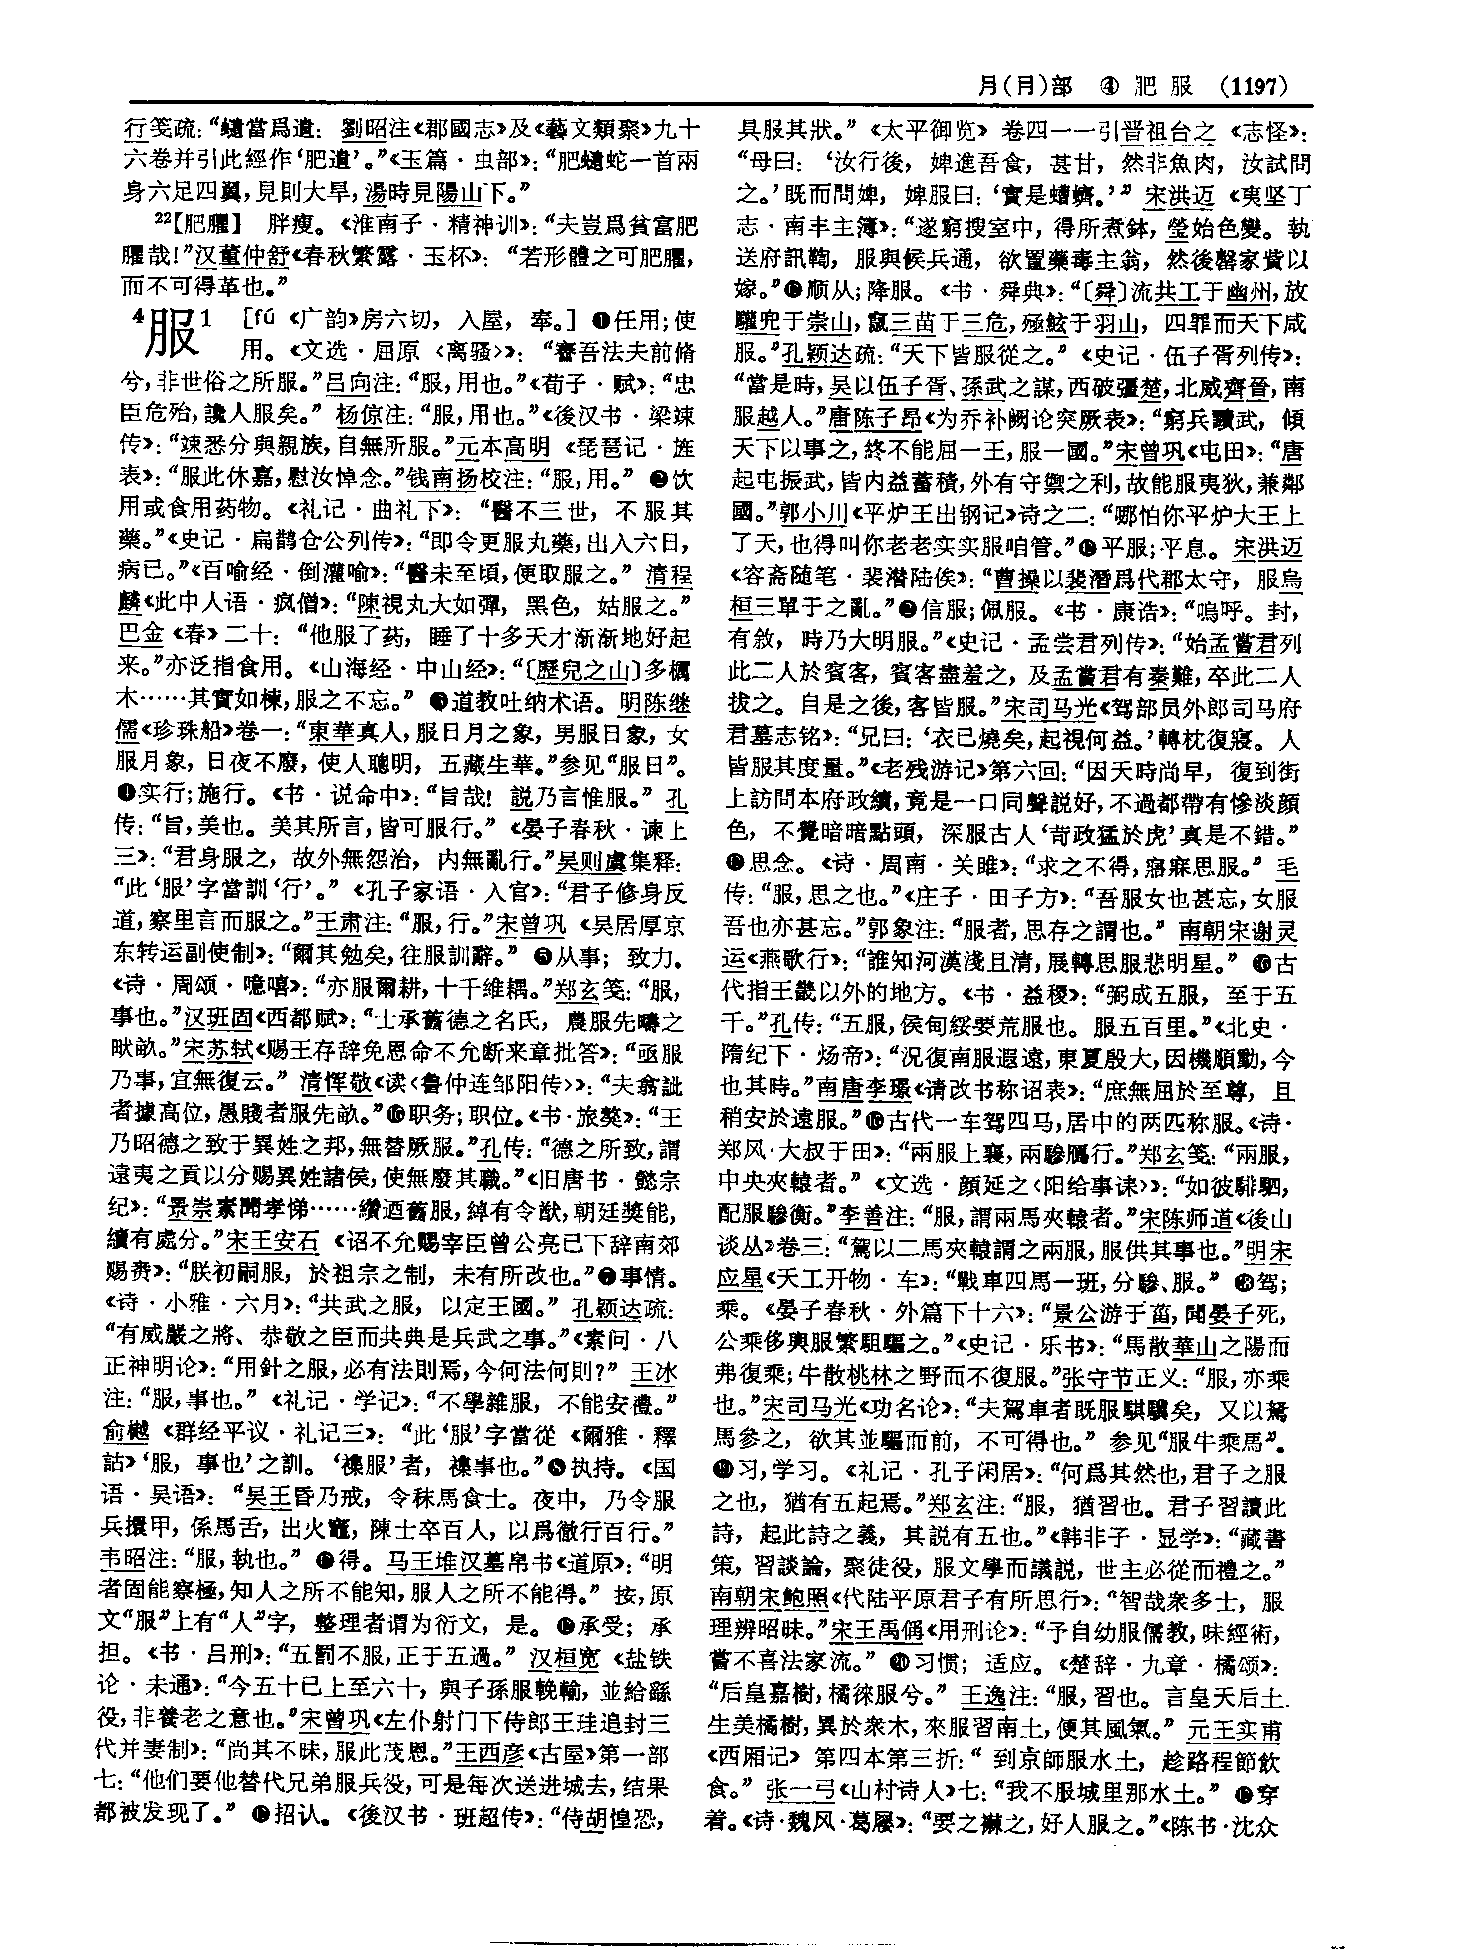 月(月)部 ④ 肥服 (1197)
行箋疏：“蟡當爲遺：劉昭注《郡國志》及《藝文類聚》九十
六卷并引此經作‘肥遺’。”《玉篇·虫部》：“肥䗮蛇一首兩
身六足四翼，見則大旱，湯時見陽山下。”
²²【肥臞】 胖瘦。《淮南子·精神训》：“夫豈爲貧富肥
臞哉！”汉董仲舒《春秋繁露·玉杯》：“若形體之可肥臞，
而不可得革也。”
⁴服¹ [fú《广韵》房六切，入屋，奉。] ❶任用；使
用。《文选·屈原〈离骚〉》：“謇吾法夫前脩
兮，非世俗之所服。”吕向注：“服，用也。”《荀子·赋》：“忠
臣危殆，讒人服矣。”杨倞注：“服，用也。”《後汉书·梁竦
传》：“竦悉分與親族，自無所服。”元本高明《琵琶记·旌
表》：“服此休嘉，慰汝悼念。”钱南扬校注：“服，用。” ❷饮
用或食用药物。《礼记·曲礼下》：“醫不三世，不服其
藥。”《史记·扁鹊仓公列传》：“即令更服丸藥，出入六日，
病已。”《百喻经·倒灌喻》：“醫未至頃，便取服之。”清程
麟《此中人语·疯僧》：“陳視丸大如彈，黑色，姑服之。”
巴金《春》二十：“他服了药，睡了十多天才渐渐地好起
来。”亦泛指食用。《山海经·中山经》：“〔歷兒之山〕多櫔
木……其實如楝，服之不忘。” ❸道教吐纳术语。明陈继
儒《珍珠船》卷一：“東華真人，服日月之象，男服日象，女
服月象，日夜不廢，使人聰明，五藏生華。”参见“服日”。
❹实行；施行。《书·说命中》：“旨哉！説乃言惟服。”孔
传：“旨，美也。美其所言，皆可服行。”《晏子春秋·谏上
三》：“君身服之，故外無怨治，内無亂行。”吴则虞集释：
“此‘服’字當訓‘行’。”《孔子家语·入官》：“君子修身反
道，察里言而服之。”王肃注：“服，行。”宋曾巩《吴居厚京
东转运副使制》：“爾其勉矣，往服訓辭。” ❺从事；致力。
《诗·周颂·噫嘻》：“亦服爾耕，十千維耦。”郑玄笺：“服，
事也。”汉班固《西都赋》：“士承舊德之名氏，農服先疇之
畎畝。”宋苏轼《赐王存辞免恩命不允断来章批答》：“亟服
乃事，宜無復云。”清恽敬《读〈鲁仲连邹阳传〉》：“夫翕訿
者據高位，愚賤者服先畝。”❻职务；职位。《书·旅獒》：“王
乃昭德之致于異姓之邦，無替厥服。”孔传：“德之所致，謂
遠夷之貢以分賜異姓諸侯，使無廢其職。”《旧唐书·懿宗
纪》：“景崇素聞孝悌……纘迺舊服，綽有令猷，朝廷獎能，
續有處分。”宋王安石《诏不允赐宰臣曾公亮已下辞南郊
赐赉》：“朕初嗣服，於祖宗之制，未有所改也。”❼事情。
《诗·小雅·六月》：“共武之服，以定王國。”孔颖达疏：
“有威嚴之將、恭敬之臣而共典是兵武之事。”《素问·八
正神明论》：“用針之服，必有法則焉，今何法何則？”王冰
注：“服，事也。”《礼记·学记》：“不學雜服，不能安禮。”
俞樾《群经平议·礼记三》：“此‘服’字當從《爾雅·釋
詁》‘服，事也’之訓。‘襍服’者，襍事也。”❽执持。《国
语·吴语》：“吴王昏乃戒，令秣馬食士。夜中，乃令服
兵擐甲，係馬舌，出火竈，陳士卒百人，以爲徹行百行。”
韦昭注：“服，執也。” ❾得。马王堆汉墓帛书《道原》：“明
者固能察極，知人之所不能知，服人之所不能得。”按，原
文“服”上有“人”字，整理者谓为衍文，是。❿承受；承
担。《书·吕刑》：“五罰不服，正于五過。”汉桓宽《盐铁
论·未通》：“今五十已上至六十，與子孫服輓輸，並給繇
役，非養老之意也。”宋曾巩《左仆射门下侍郎王珪追封三
代并妻制》：“尚其不昧，服此茂恩。”王西彦《古屋》第一部
七：“他们要他替代兄弟服兵役，可是每次送进城去，结果
都被发现了。” ⓫招认。《後汉书·班超传》：“侍胡惶恐，
具服其狀。”《太平御览》卷四一一引晋祖台之《志怪》：
“母曰：‘汝行後，婢進吾食，甚甘，然非魚肉，汝試問
之。’既而問婢，婢服曰：‘實是蠐螬。’”宋洪迈《夷坚丁
志·南丰主簿》：“遂窮搜室中，得所煮鉢，瑩始色變。執
送府訊鞫，服與候兵通，欲置藥毒主翁，然後罄家貲以
嫁。”⓬顺从；降服。《书·舜典》：“〔舜〕流共工于幽州，放
驩兜于崇山，竄三苗于三危，殛鯀于羽山，四罪而天下咸
服。”孔颖达疏：“天下皆服從之。”《史记·伍子胥列传》：
“當是時，吴以伍子胥、孫武之謀，西破彊楚，北威齊晉，南
服越人。”唐陈子昂《为乔补阙论突厥表》：“窮兵黷武，傾
天下以事之，終不能屈一王，服一國。”宋曾巩《屯田》：“唐
起屯振武，皆内益蓄積，外有守禦之利，故能服夷狄，兼鄰
國。”郭小川《平炉王出钢记》诗之二：“哪怕你平炉大王上
了天，也得叫你老老实实服咱管。”⓭平服；平息。宋洪迈
《容斋随笔·裴潜陆俟》：“曹操以裴潛爲代郡太守，服烏
桓三單于之亂。”⓮信服；佩服。《书·康诰》：“嗚呼。封，
有敘，時乃大明服。”《史记·孟尝君列传》：“始孟嘗君列
此二人於賓客，賓客盡羞之，及孟嘗君有秦難，卒此二人
拔之。自是之後，客皆服。”宋司马光《驾部员外郎司马府
君墓志铭》：“兄曰：‘衣已燒矣，起視何益。’轉枕復寢。人
皆服其度量。”《老残游记》第六回：“因天時尚早，復到街
上訪問本府政績，竟是一口同聲説好，不過都帶有慘淡顔
色，不覺暗暗點頭，深服古人‘苛政猛於虎’真是不錯。”
⓯思念。《诗·周南·关雎》：“求之不得，寤寐思服。”毛
传：“服，思之也。”《庄子·田子方》：“吾服女也甚忘，女服
吾也亦甚忘。”郭象注：“服者，思存之謂也。”南朝宋谢灵
运《燕歌行》：“誰知河漢淺且清，展轉思服悲明星。” ⓰古
代指王畿以外的地方。《书·益稷》：“弼成五服，至于五
千。”孔传：“五服，侯甸綏要荒服也。服五百里。”《北史·
隋纪下·炀帝》：“況復南服遐遠，東夏殷大，因機順動，今
也其時。”南唐李璟《请改书称诏表》：“庶無屈於至尊，且
稍安於遠服。”⓱古代一车驾四马，居中的两匹称服。《诗·
郑风·大叔于田》：“兩服上襄，兩驂鴈行。”郑玄笺：“兩服，
中央夾轅者。”《文选·颜延之〈阳给事诔〉》：“如彼騑駟，
配服驂衡。”李善注：“服，謂兩馬夾轅者。”宋陈师道《後山
谈丛》卷三：“駕以二馬夾轅謂之兩服，服供其事也。”明宋
应星《天工开物·车》：“戰車四馬一班，分驂、服。” ⓲驾；
乘。《晏子春秋·外篇下十六》：“景公游于菑，聞晏子死，
公乘侈輿服繁駔驅之。”《史记·乐书》：“馬散華山之陽而
弗復乘；牛散桃林之野而不復服。”张守节正义：“服，亦乘
也。”宋司马光《功名论》：“夫駕車者既服騏驥矣，又以駑
馬參之，欲其並驅而前，不可得也。”参见“服牛乘馬”。
⓳习，学习。《礼记·孔子闲居》：“何爲其然也，君子之服
之也，猶有五起焉。”郑玄注：“服，猶習也。君子習讀此
詩，起此詩之義，其説有五也。”《韩非子·显学》：“藏書
策，習談論，聚徒役，服文學而議説，世主必從而禮之。”
南朝宋鲍照《代陆平原君子有所思行》：“智哉衆多士，服
理辨昭昧。”宋王禹偁《用刑论》：“予自幼服儒教，味經術，
嘗不喜法家流。” ⓴习惯；适应。《楚辞·九章·橘颂》：
“后皇嘉樹，橘徠服兮。”王逸注：“服，習也。言皇天后土
生美橘樹，異於衆木，來服習南土，便其風氣。”元王实甫
《西厢记》第四本第三折：“到京師服水土，趁路程節飲
食。”张一弓《山村诗人》七：“我不服城里那水土。” ㉑穿
着。《诗·魏风·葛屦》：“要之襋之，好人服之。”《陈书·沈众